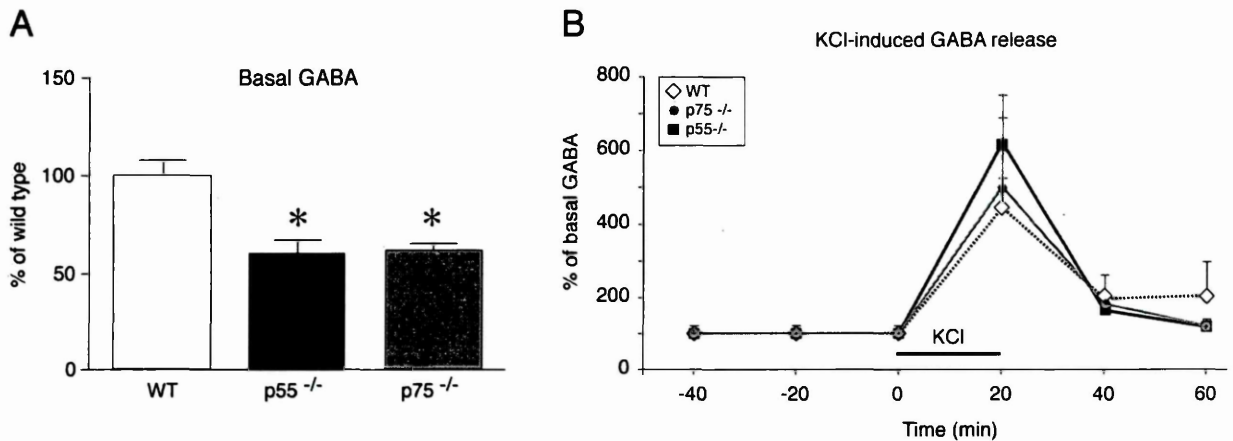 A
Basal GABA
150
100
50
0
% of wild type
*
*
WT
p55 -/-
p75 -/-
B
KCl-induced GABA release
800
600
400
200
0
% of basal GABA
WT
p75 -/-
p55-/-
KCl
-40
-20
0
20
40
60
Time (min)